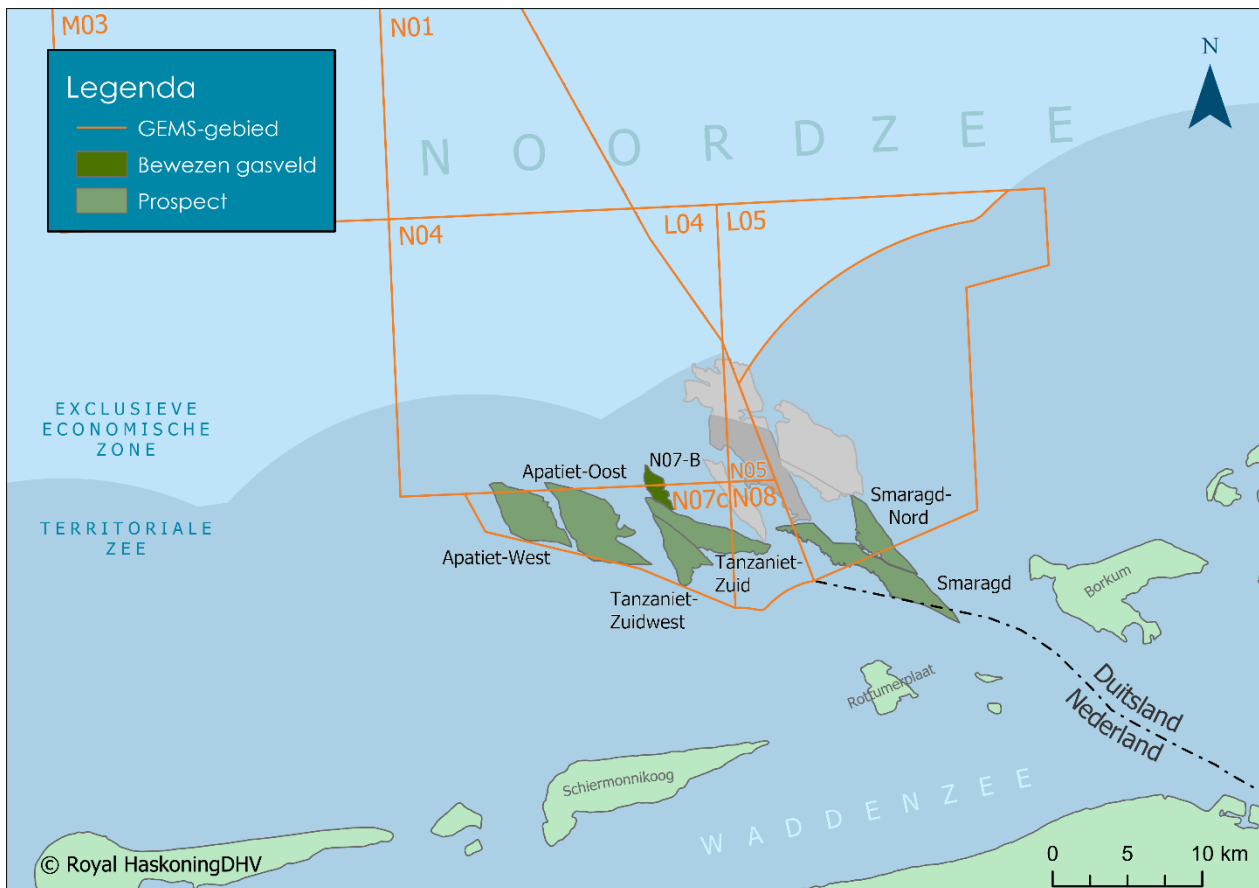 M03
N01
Legenda
GEMS-gebied
Bewezen gasveld
Prospect
N
NOORDZEE
N04
L04
L05
EXCLUSIEVE
ECONOMISCHE
ZONE
TERRITORIALE
ZEE
Apatiet-Oost
N07-B
N05
N07c
N08
Smaragd-
Nord
Apatiet-West
Tanzaniet-
Zuid
Tanzaniet-
Zuidwest
Smaragd
Borkum
Rottumerplaat
Duitsland
Nederland
Schiermonnikoog
WADDENZEE
© Royal HaskoningDHV
0 5 10 km